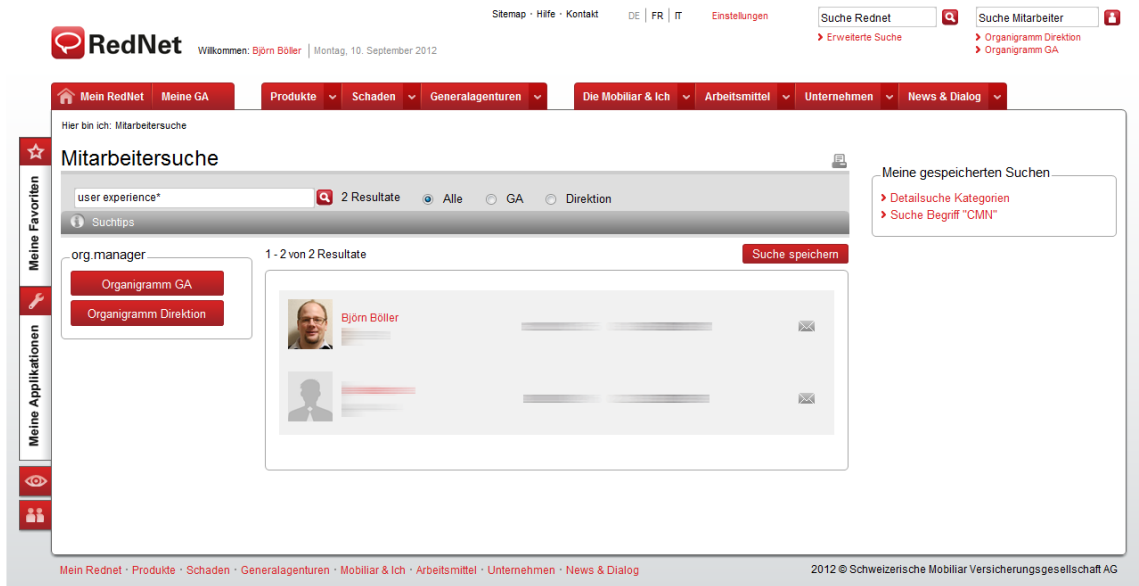 Sitemap · Hilfe · Kontakt DE | FR | IT Einstellungen
Suche Rednet
Suche Mitarbeiter
Erweiterte Suche
Organigramm Direktion
Organigramm GA
RedNet
Willkommen: Björn Böller | Montag, 10. September 2012
Mein RedNet Meine GA Produkte Schaden Generalagenturen Die Mobiliar & Ich Arbeitsmittel Unternehmen News & Dialog
Hier bin ich: Mitarbeitersuche
Meine Favoriten
Meine Applikationen
Mitarbeitersuche
user experience*
2 Resultate Alle GA Direktion
Suchtips
org.manager
Organigramm GA
Organigramm Direktion
1 - 2 von 2 Resultate
Suche speichern
Björn Böller
Meine gespeicherten Suchen
Detailsuche Kategorien
Suche Begriff "CMN"
Mein Rednet · Produkte · Schaden · Generalagenturen · Mobiliar & Ich · Arbeitsmittel · Unternehmen · News & Dialog
2012 © Schweizerische Mobiliar Versicherungsgesellschaft AG